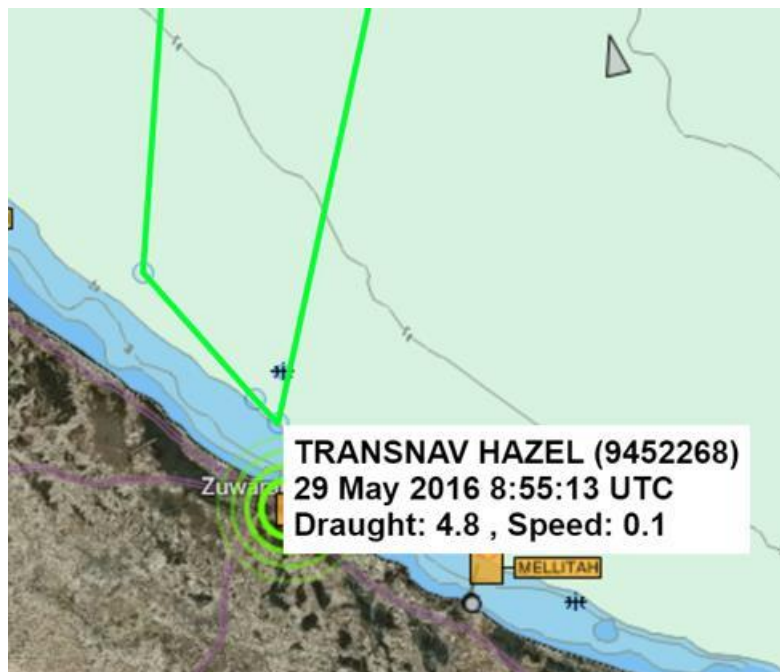 TRANSNAV HAZEL (9452268)
29 May 2016 8:55:13 UTC
Draught: 4.8 , Speed: 0.1
MELLITAH